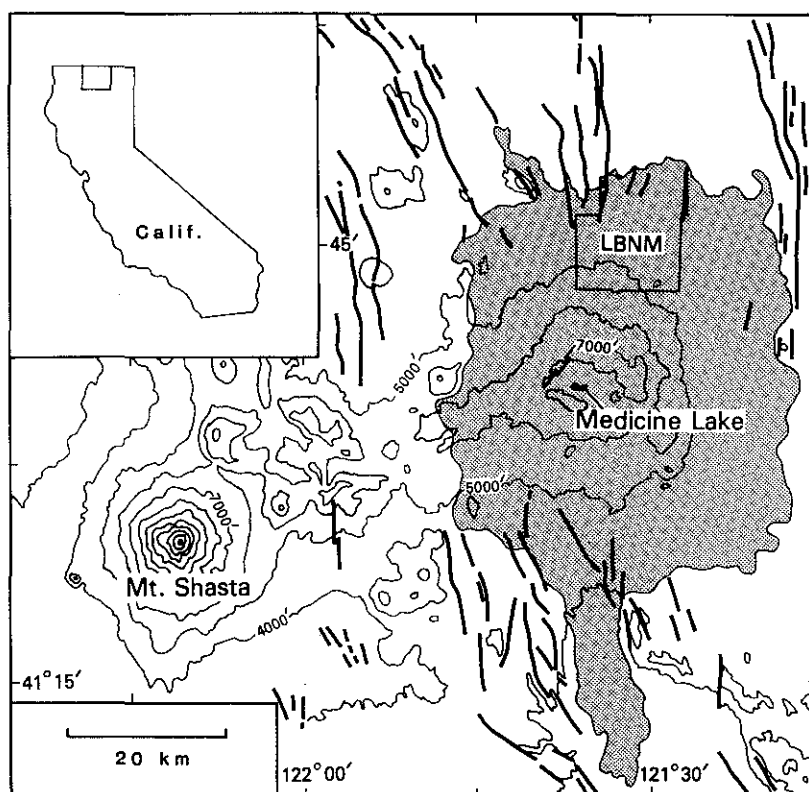 Calif.
45′
LBNM
7000′
5000′
Medicine Lake
5000′
7000′
Mt. Shasta
4000′
41°15′
20 km
122°00′
121°30′